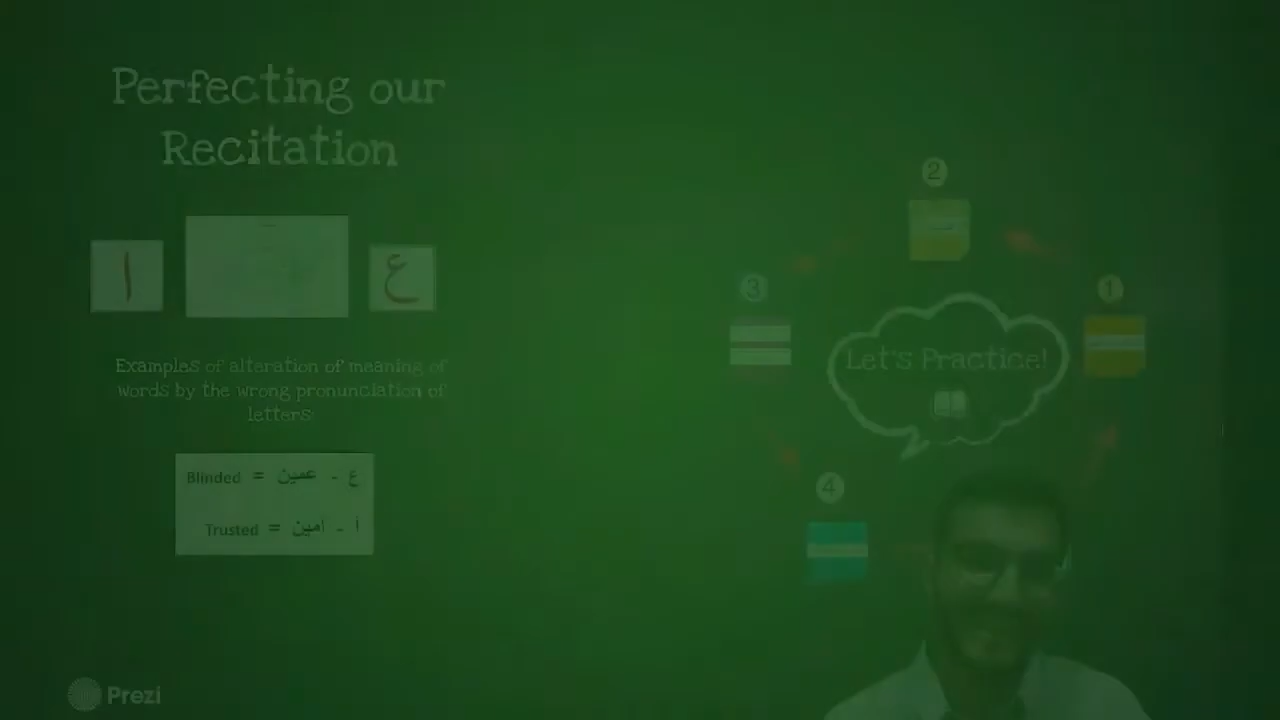 Perfecting our
Recitation
ا
ع
Examples of alteration of meaning of
words by the wrong pronunciation of
letters:
Blinded = عمين - ع
Trusted = أمين - أ
2
3
1
Let's Practice!
4
Prezi